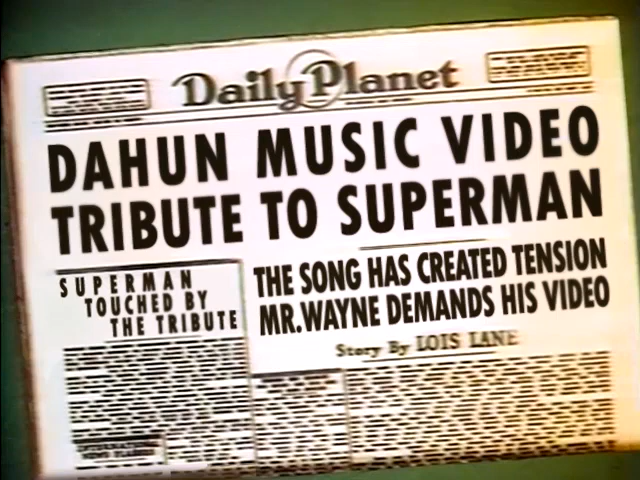 Daily Planet
DAHUN MUSIC VIDEO
TRIBUTE TO SUPERMAN
SUPERMAN
TOUCHED BY
THE TRIBUTE
THE SONG HAS CREATED TENSION
MR.WAYNE DEMANDS HIS VIDEO
Story By LOIS LANE